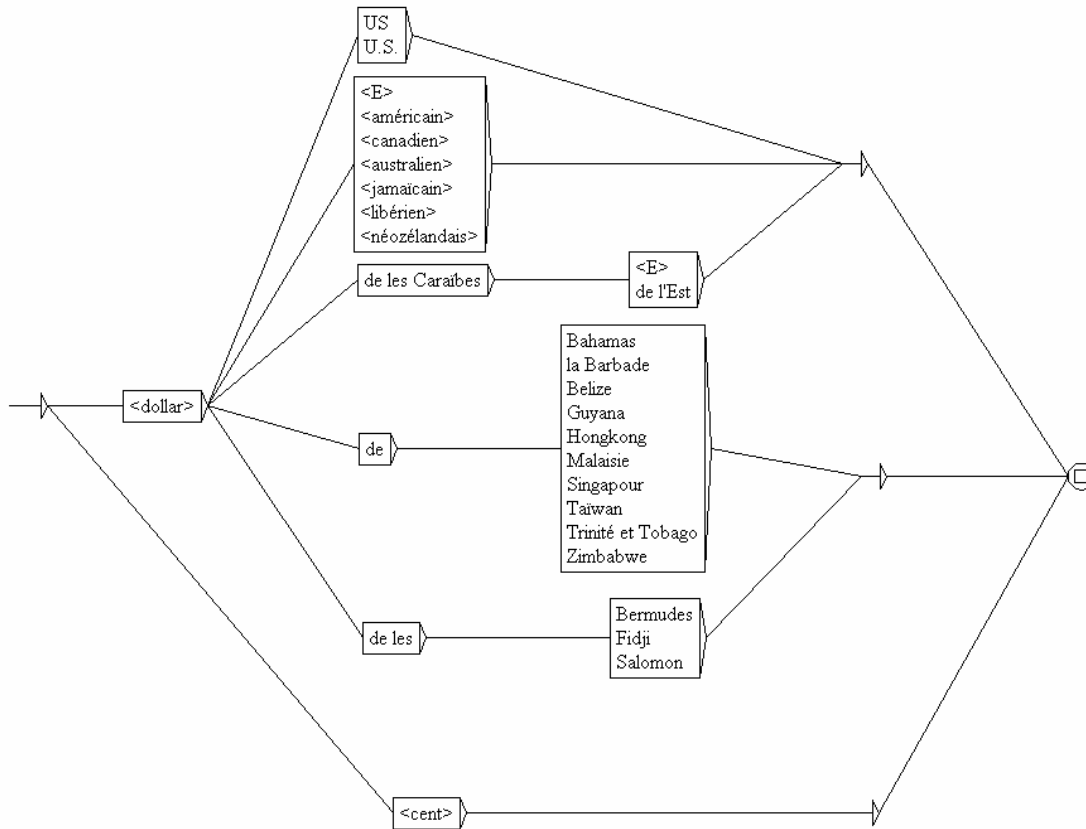 US
U.S.
<E>
<américain>
<canadien>
<australien>
<jamaïcain>
<libérien>
<néozélandais>
de les Caraïbes
<E>
de l'Est
<dollar>
de
Bahamas
la Barbade
Belize
Guyana
Hongkong
Malaisie
Singapour
Taïwan
Trinité et Tobago
Zimbabwe
de les
Bermudes
Fidji
Salomon
<cent>